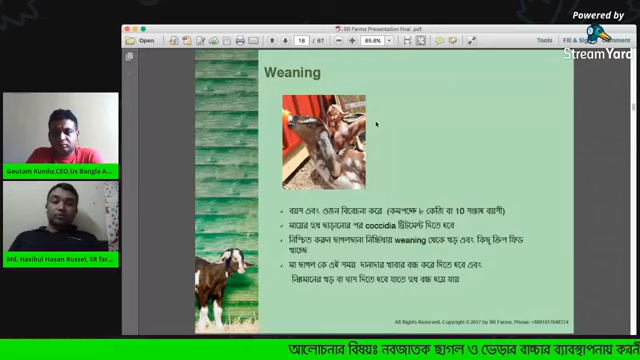 Powered by
StreamYard
SR Farms Presentation final .pdf
Open
18 / 87
85.6%
Tools
Fill & Sign
Comment
Weaning
বয়স এবং ওজন বিবেচনা করে (কমপক্ষে ৮ কেজি বা 10 সপ্তাহ বয়সী)
মায়ের দুধ ছাড়ানোর পর coccidia ট্রিটমেন্ট দিতে হবে
নিশ্চিত করুন ছাগলছানা নির্দ্বিধায় weaning থেকে খড় এবং কিছু ক্রিপ ফিড
খাচ্ছে
মা ছাগল কে এই সময় দানাদার খাবার বন্ধ করে দিতে হবে এবং
নিম্নমানের খড় বা ঘাস দিতে হবে যাতে দুধ বন্ধ হয়ে যায়
All Rights Reserved. Copyright © 2017 by SR Farms, Phone:
Goutam Kundu,CEO,Us Bangla A...
Md. Hasibul Hasan Russel, SR far...
আলোচনার বিষয়ঃ নবজাতক ছাগল ও ভেড়ার বাচ্চার ব্যবস্থাপনায়